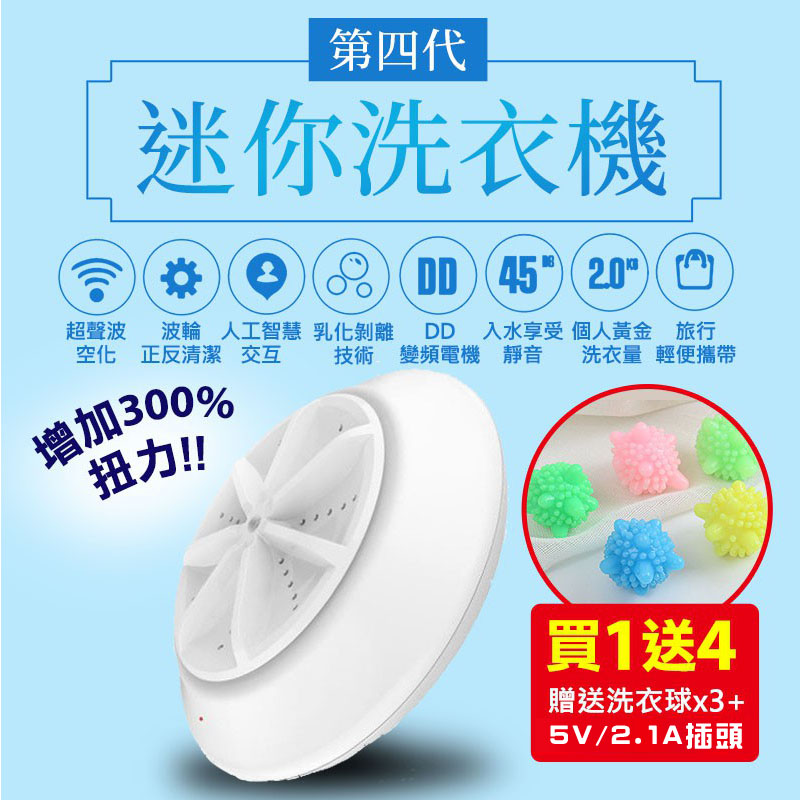 第四代
迷你洗衣機
DD
45dB
2.0KG
超聲波 波輪 人工智慧 乳化剝離 DD 入水享受 個人黃金 旅行
空化 正反清潔 交互 技術 變頻電機 靜音 洗衣量 輕便攜帶
增加300%
扭力!!
買1送4
贈送洗衣球x3+
5V/2.1A插頭